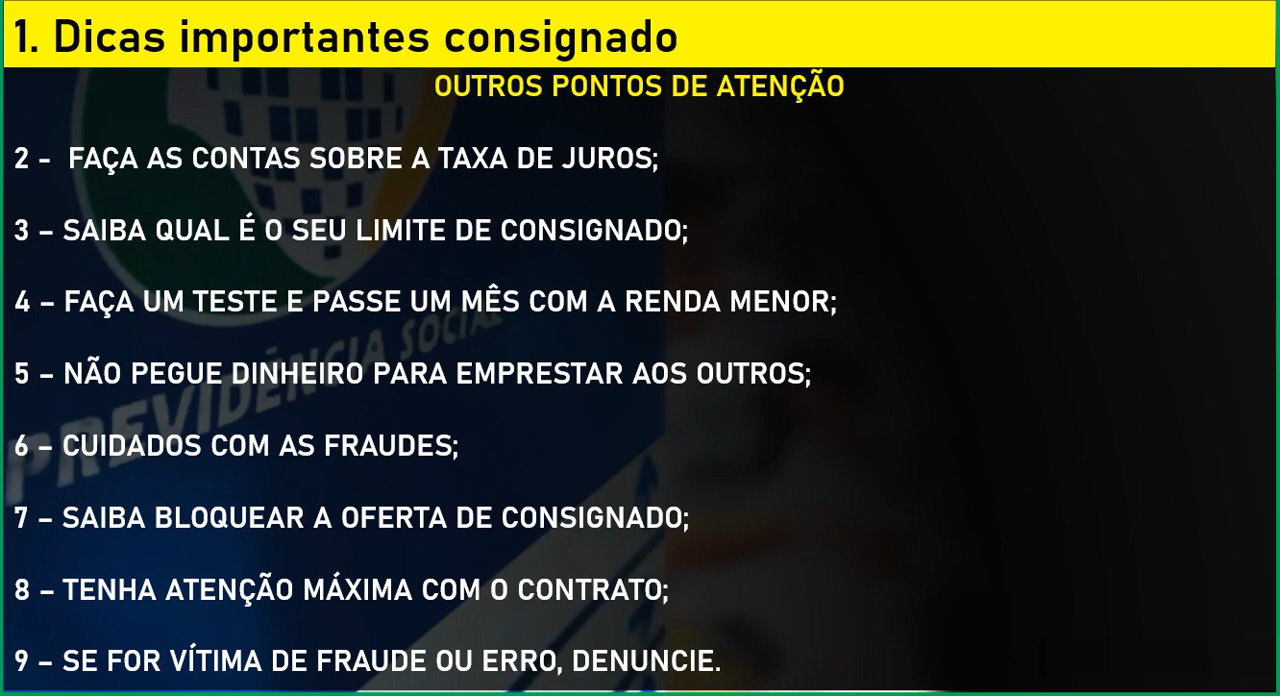 1. Dicas importantes consignado
OUTROS PONTOS DE ATENÇÃO
2 - FAÇA AS CONTAS SOBRE A TAXA DE JUROS;
3 – SAIBA QUAL É O SEU LIMITE DE CONSIGNADO;
4 – FAÇA UM TESTE E PASSE UM MÊS COM A RENDA MENOR;
PREVIDÊNCIA SOCIAL
5 – NÃO PEGUE DINHEIRO PARA EMPRESTAR AOS OUTROS;
6 – CUIDADOS COM AS FRAUDES;
7 – SAIBA BLOQUEAR A OFERTA DE CONSIGNADO;
8 – TENHA ATENÇÃO MÁXIMA COM O CONTRATO;
9 – SE FOR VÍTIMA DE FRAUDE OU ERRO, DENUNCIE.